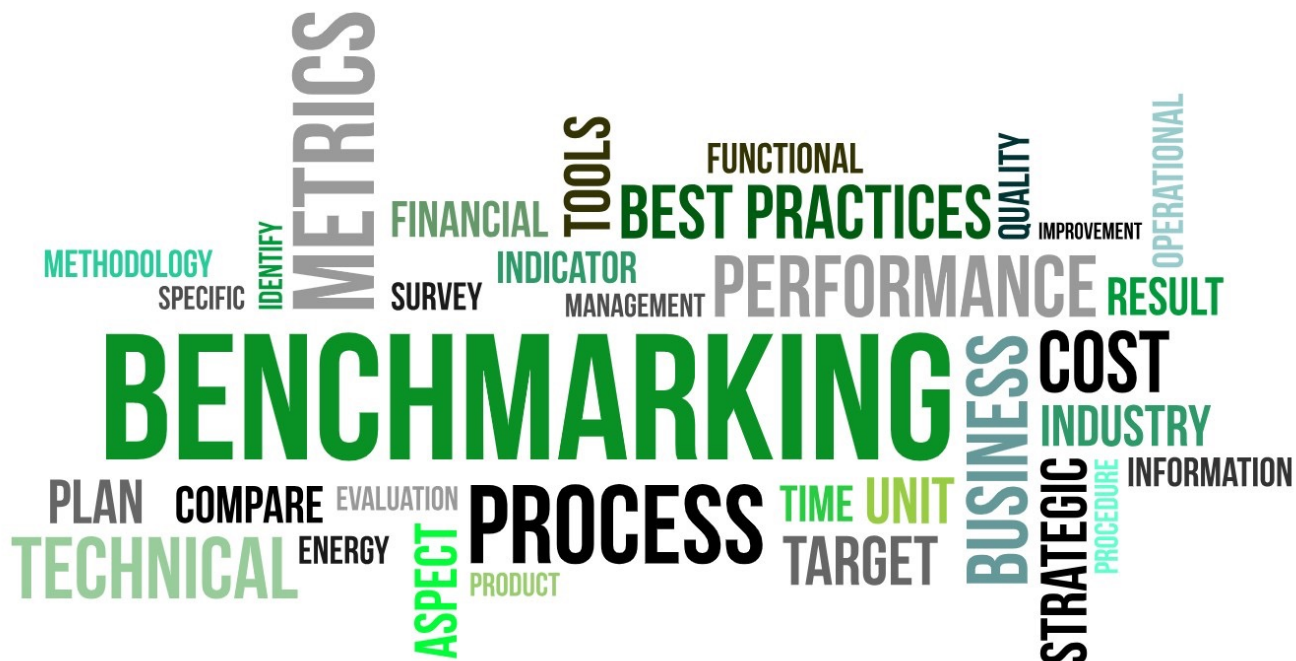 METRICS
TOOLS
FUNCTIONAL
QUALITY
OPERATIONAL
FINANCIAL
BEST PRACTICES
IMPROVEMENT
METHODOLOGY
IDENTIFY
INDICATOR
PERFORMANCE
SPECIFIC
SURVEY
MANAGEMENT
RESULT
BENCHMARKING
BUSINESS
COST
INDUSTRY
INFORMATION
PLAN
COMPARE
EVALUATION
PROCESS
TIME
UNIT
STRATEGIC
PROCEDURE
TECHNICAL
ENERGY
ASPECT
PRODUCT
TARGET